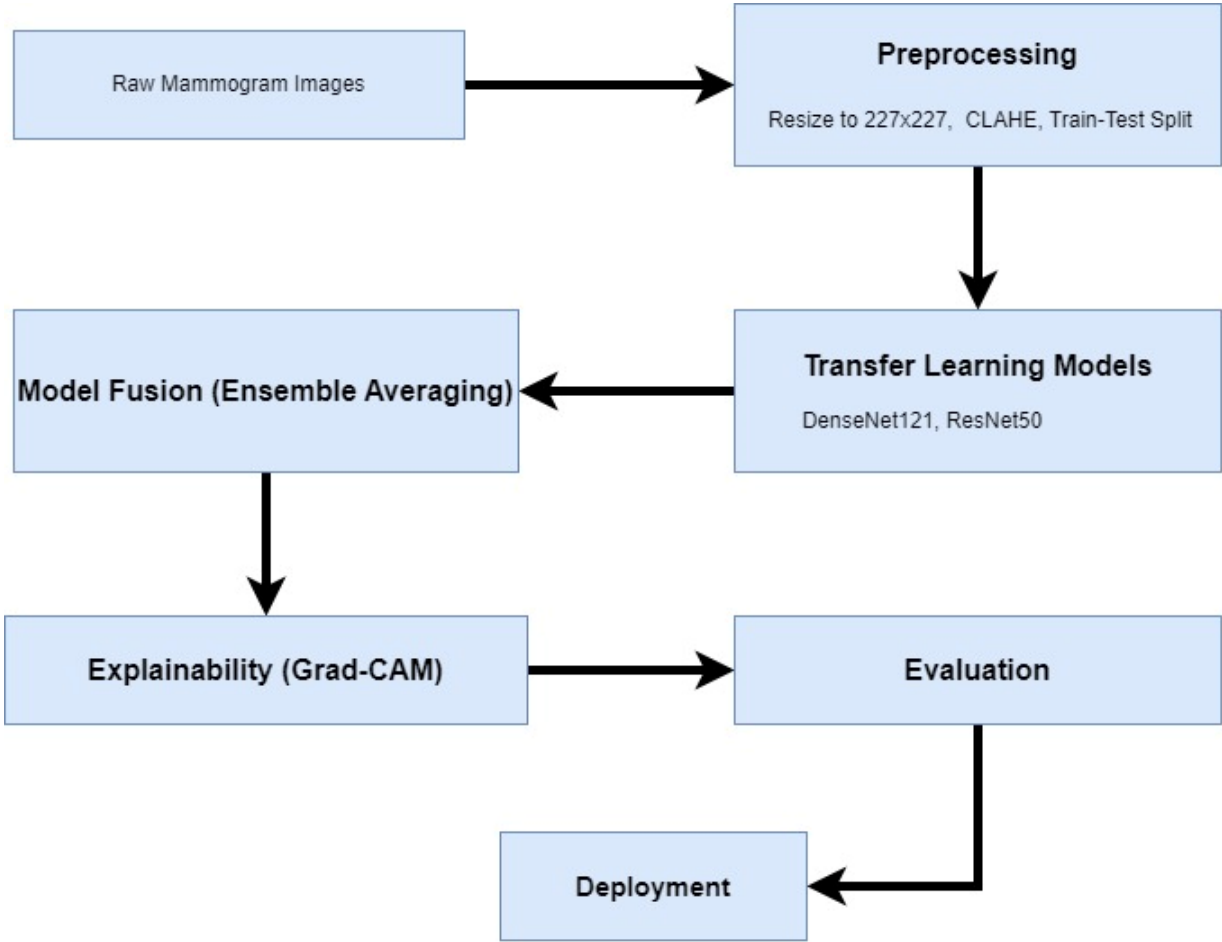 Raw Mammogram Images
Preprocessing
Resize to 227x227, CLAHE, Train-Test Split
Transfer Learning Models
DenseNet121, ResNet50
Model Fusion (Ensemble Averaging)
Explainability (Grad-CAM)
Evaluation
Deployment